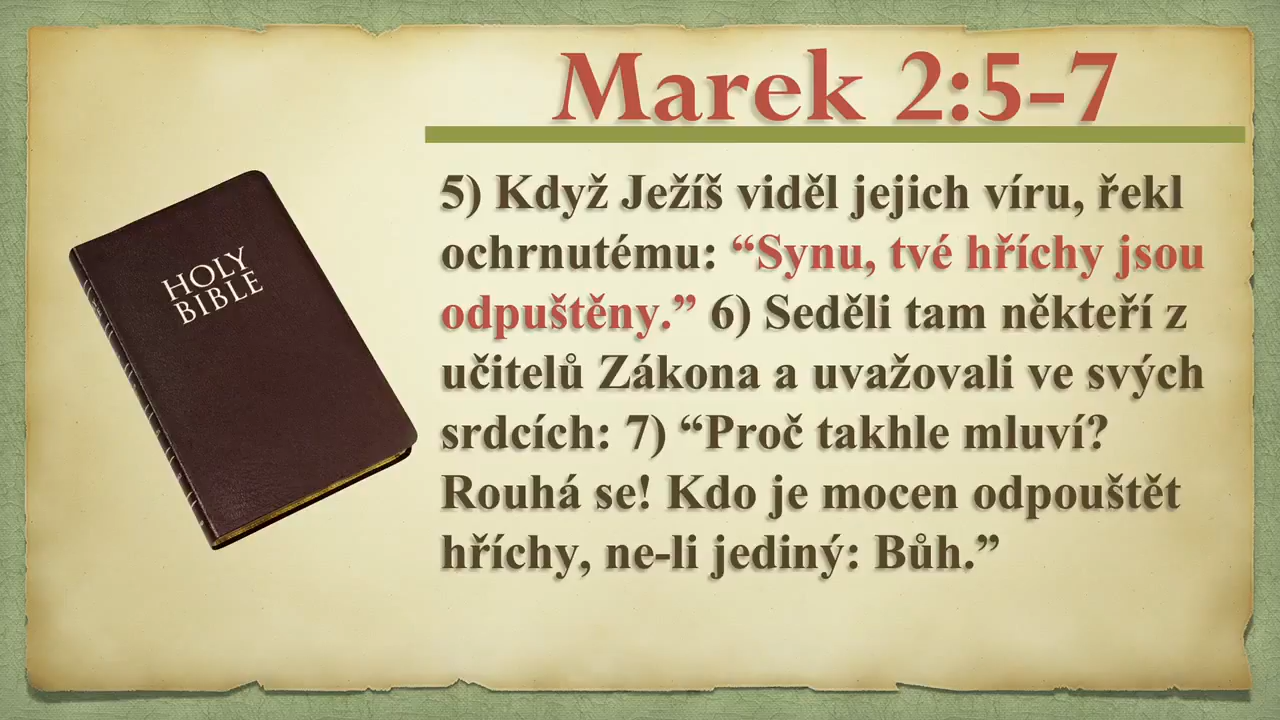 Marek 2:5-7
HOLY
BIBLE
5) Když Ježíš viděl jejich víru, řekl
ochrnutému: “Synu, tvé hříchy jsou
odpuštěny.” 6) Seděli tam někteří z
učitelů Zákona a uvažovali ve svých
srdcích: 7) “Proč takhle mluví?
Rouhá se! Kdo je mocen odpouštět
hříchy, ne-li jediný: Bůh.”